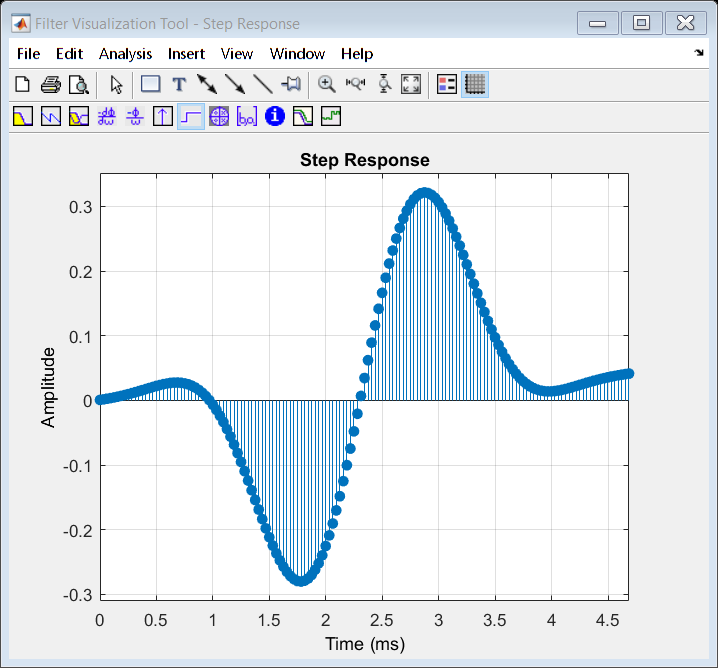 Filter Visualization Tool - Step Response
File Edit Analysis Insert View Window Help
Step Response
0.3
0.2
0.1
0
-0.1
-0.2
-0.3
Amplitude
0 0.5 1 1.5 2 2.5 3 3.5 4 4.5
Time (ms)